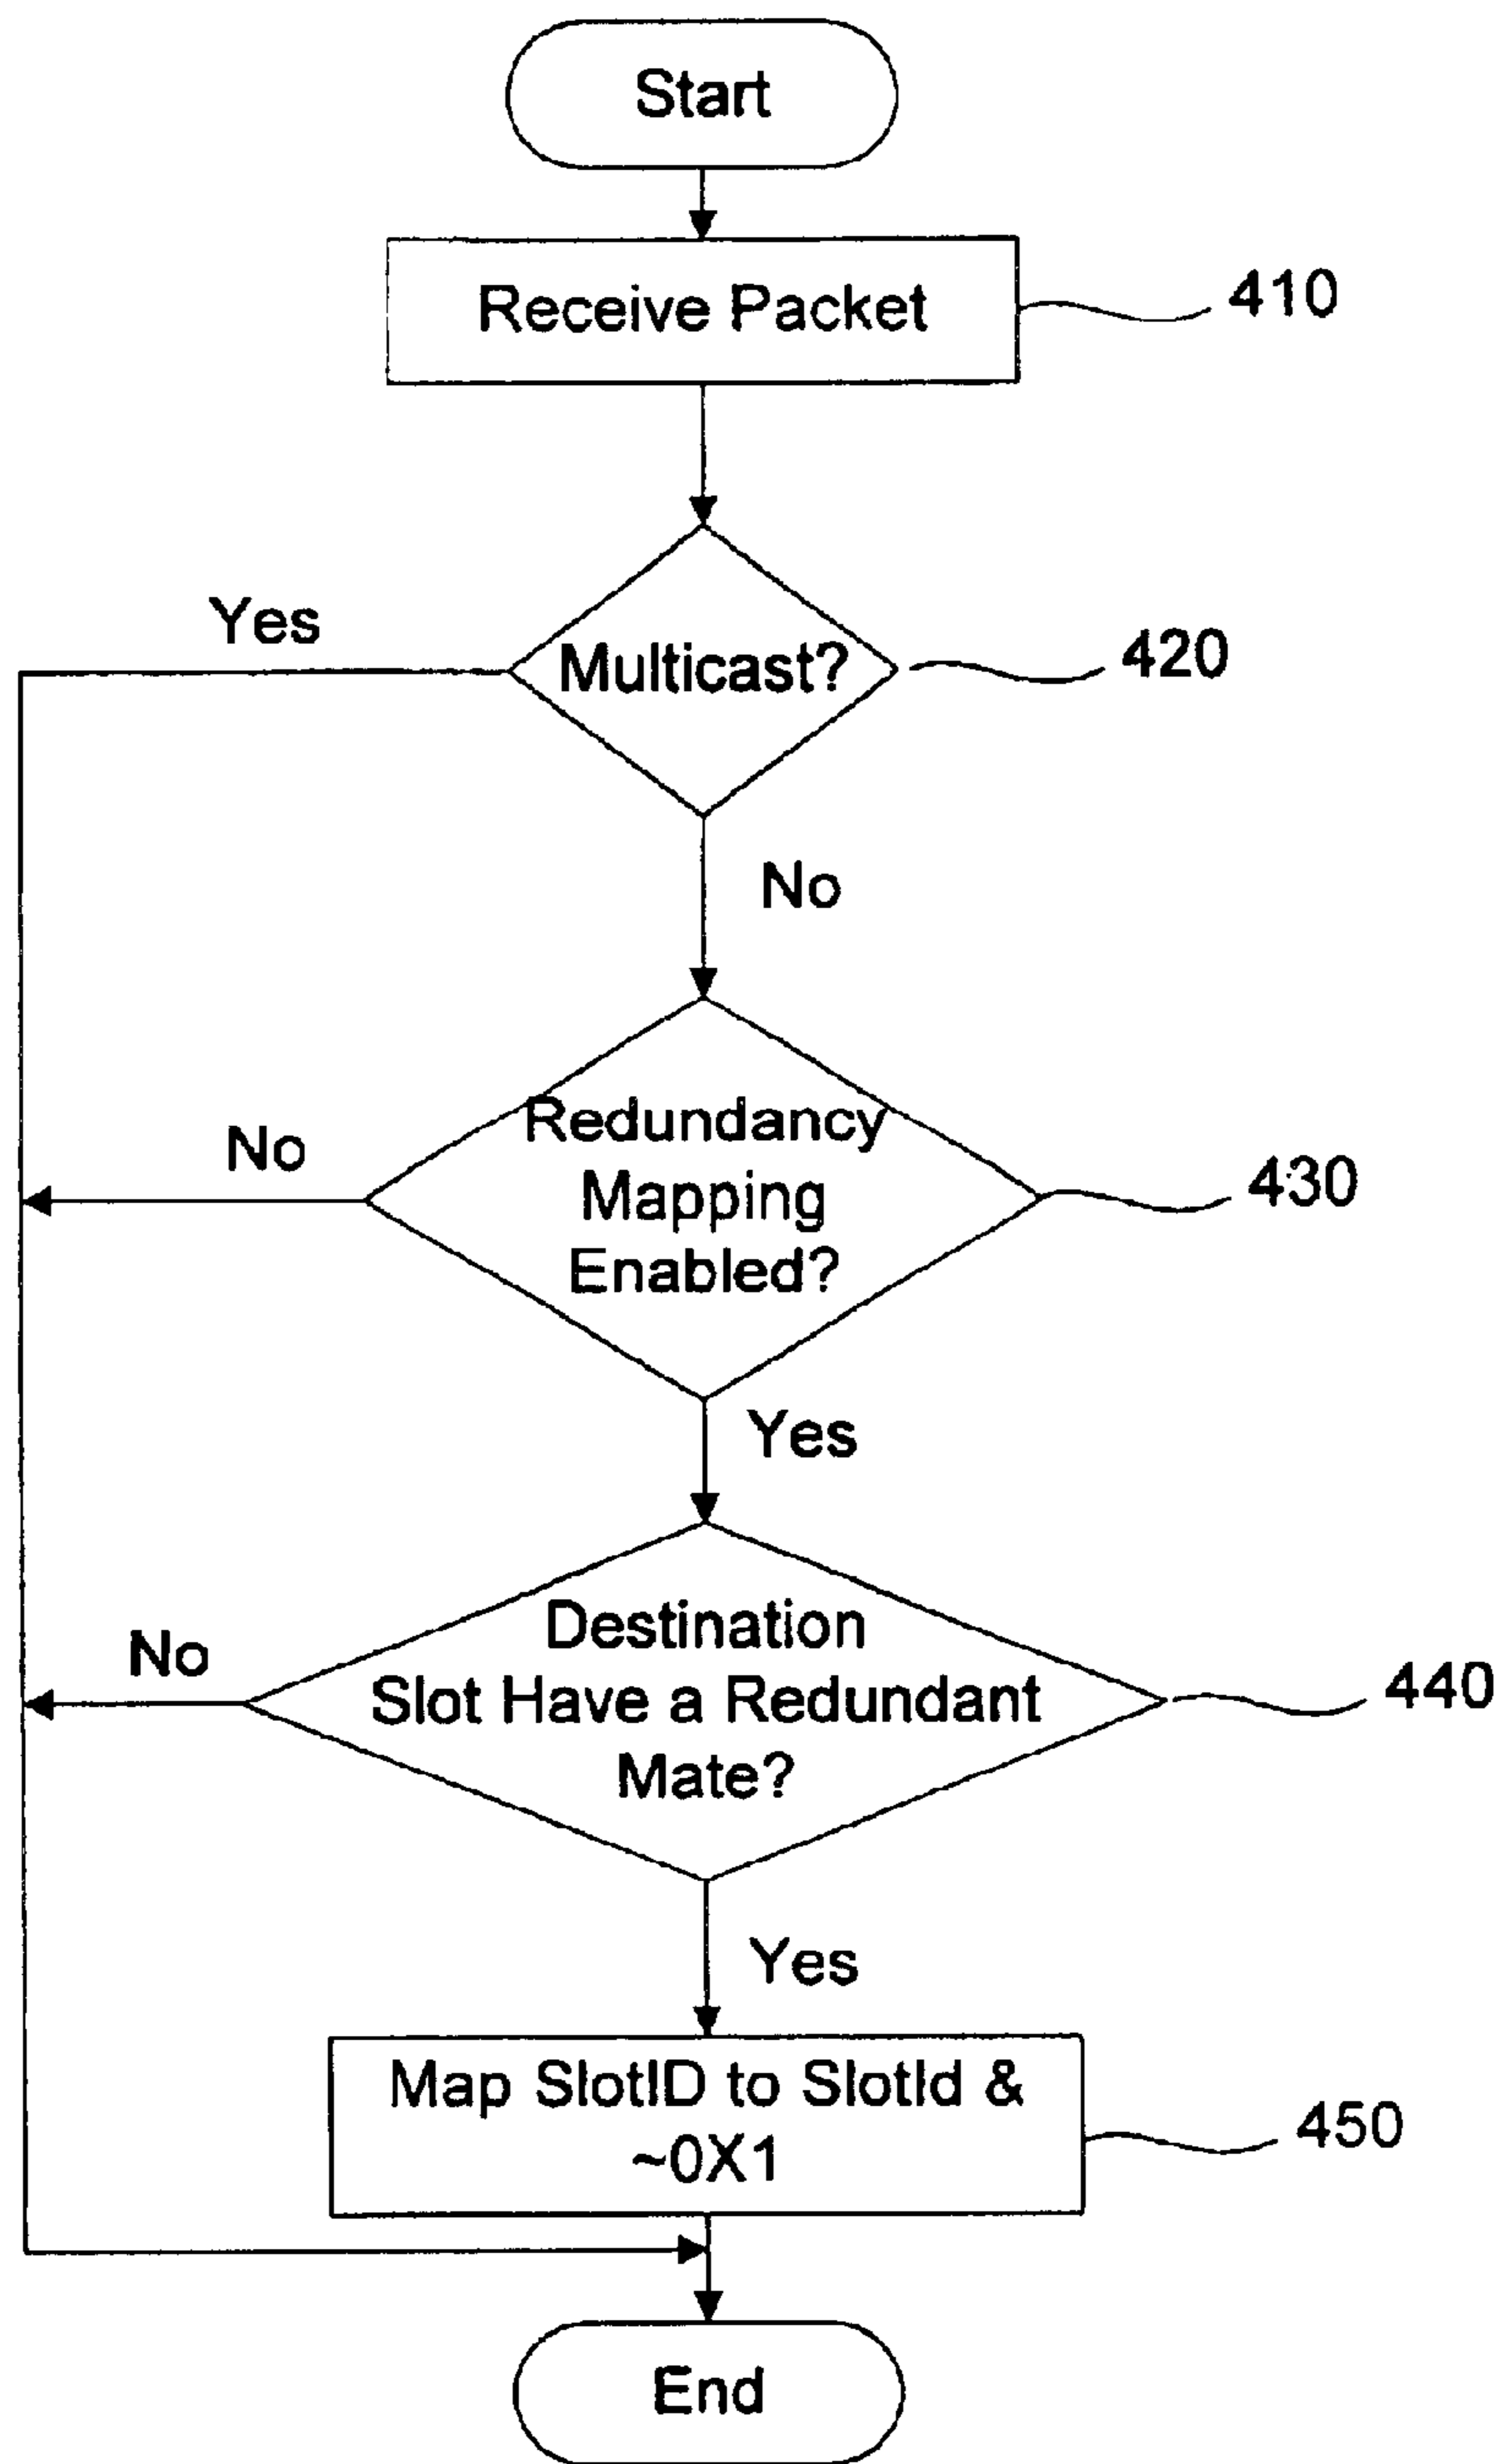 Start
Receive Packet
410
Yes
Multicast?
420
No
Redundancy
No
Mapping
430
Enabled?
Yes
Destination
No
Slot Have a Redundant
440
Mate?
Yes
Map SlotID to SlotId &
~0X1
450
End